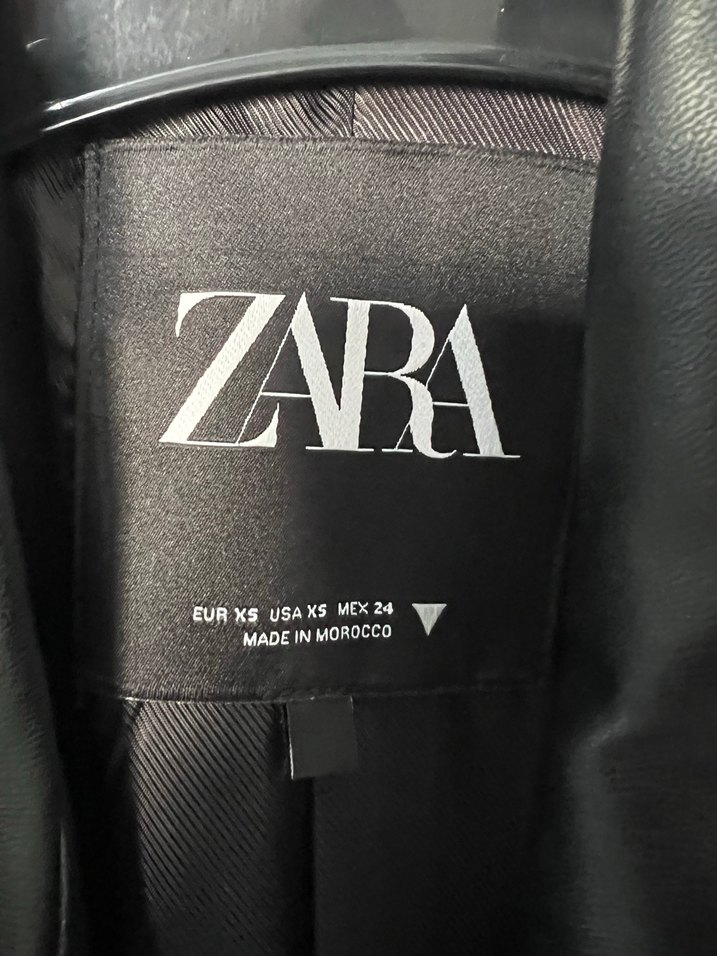 ZARA
EUR XS USA XS MEX 24
MADE IN MOROCCO